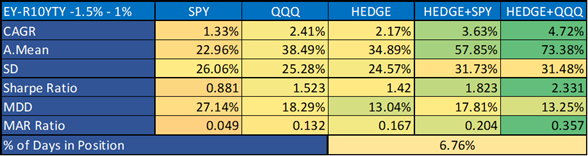 EY-R10YTY -1.5% - 1% SPY QQQ HEDGE HEDGE+SPY HEDGE+QQQ
CAGR 1.33% 2.41% 2.17% 3.63% 4.72%
A.Mean 22.96% 38.49% 34.89% 57.85% 73.38%
SD 26.06% 25.28% 24.57% 31.73% 31.48%
Sharpe Ratio 0.881 1.523 1.42 1.823 2.331
MDD 27.14% 18.29% 13.04% 17.81% 13.25%
MAR Ratio 0.049 0.132 0.167 0.204 0.357
% of Days in Position 6.76%